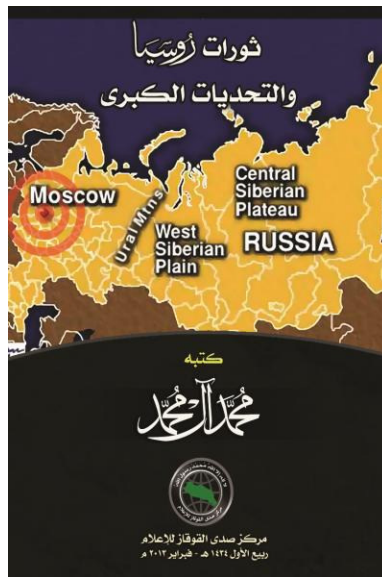 ثورات روسيا
والتحديات الكبرى
Moscow
Ural Mtns
Central
Siberian
Plateau
West
Siberian
Plain
RUSSIA
كتبه
محمد آل محمد
مركز صدى القوقاز للإعلام
ربيع الأول ١٤٣٤ هـ - فبراير ٢٠١٣ م